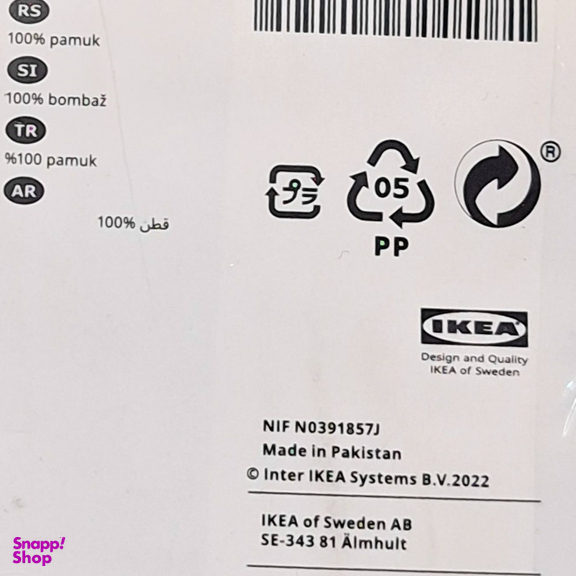 RS
100% pamuk
SI
100% bombaž
TR
%100 pamuk
AR
قطن %100
プラ
05
PP
®
IKEA
Design and Quality
IKEA of Sweden
NIF N0391857J
Made in Pakistan
© Inter IKEA Systems B.V.2022
IKEA of Sweden AB
SE-343 81 Älmhult
Snapp!
Shop